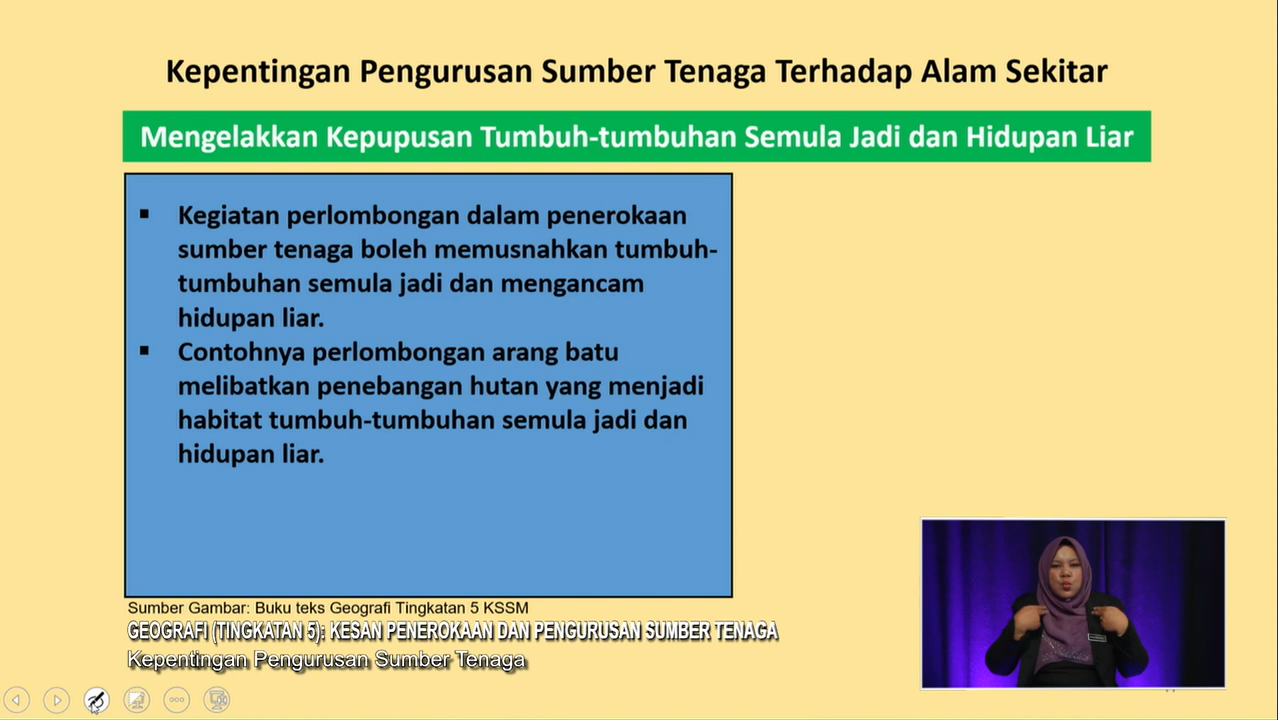 Kepentingan Pengurusan Sumber Tenaga Terhadap Alam Sekitar
Mengelakkan Kepupusan Tumbuh-tumbuhan Semula Jadi dan Hidupan Liar
▪ Kegiatan perlombongan dalam penerokaan
sumber tenaga boleh memusnahkan tumbuh-
tumbuhan semula jadi dan mengancam
hidupan liar.
▪ Contohnya perlombongan arang batu
melibatkan penebangan hutan yang menjadi
habitat tumbuh-tumbuhan semula jadi dan
hidupan liar.
Sumber Gambar: Buku teks Geografi Tingkatan 5 KSSM
GEOGRAFI (TINGKATAN 5): KESAN PENEROKAAN DAN PENGURUSAN SUMBER TENAGA
Kepentingan Pengurusan Sumber Tenaga